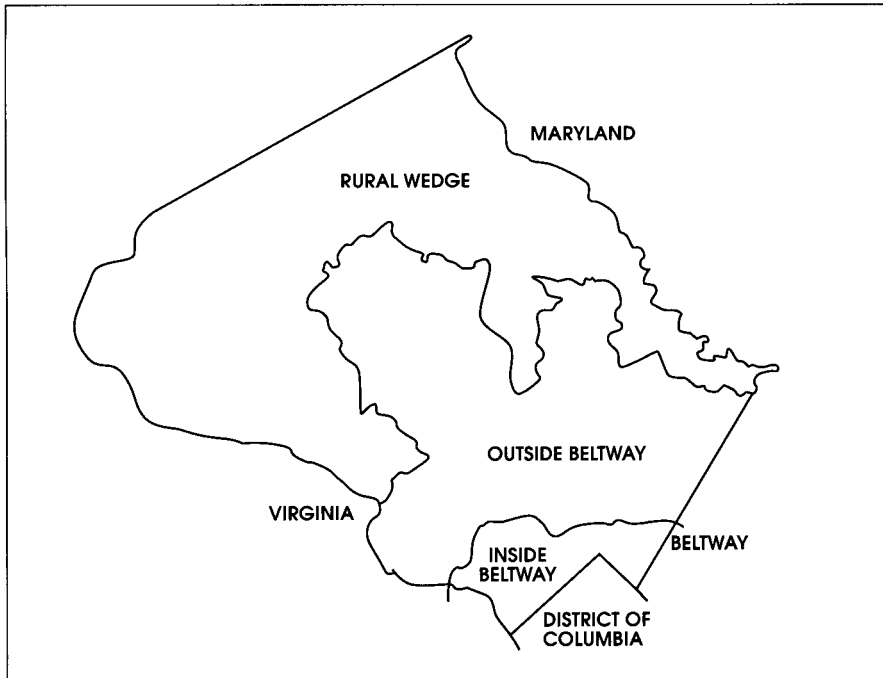 MARYLAND
RURAL WEDGE
OUTSIDE BELTWAY
VIRGINIA
BELTWAY
INSIDE
BELTWAY
DISTRICT OF
COLUMBIA